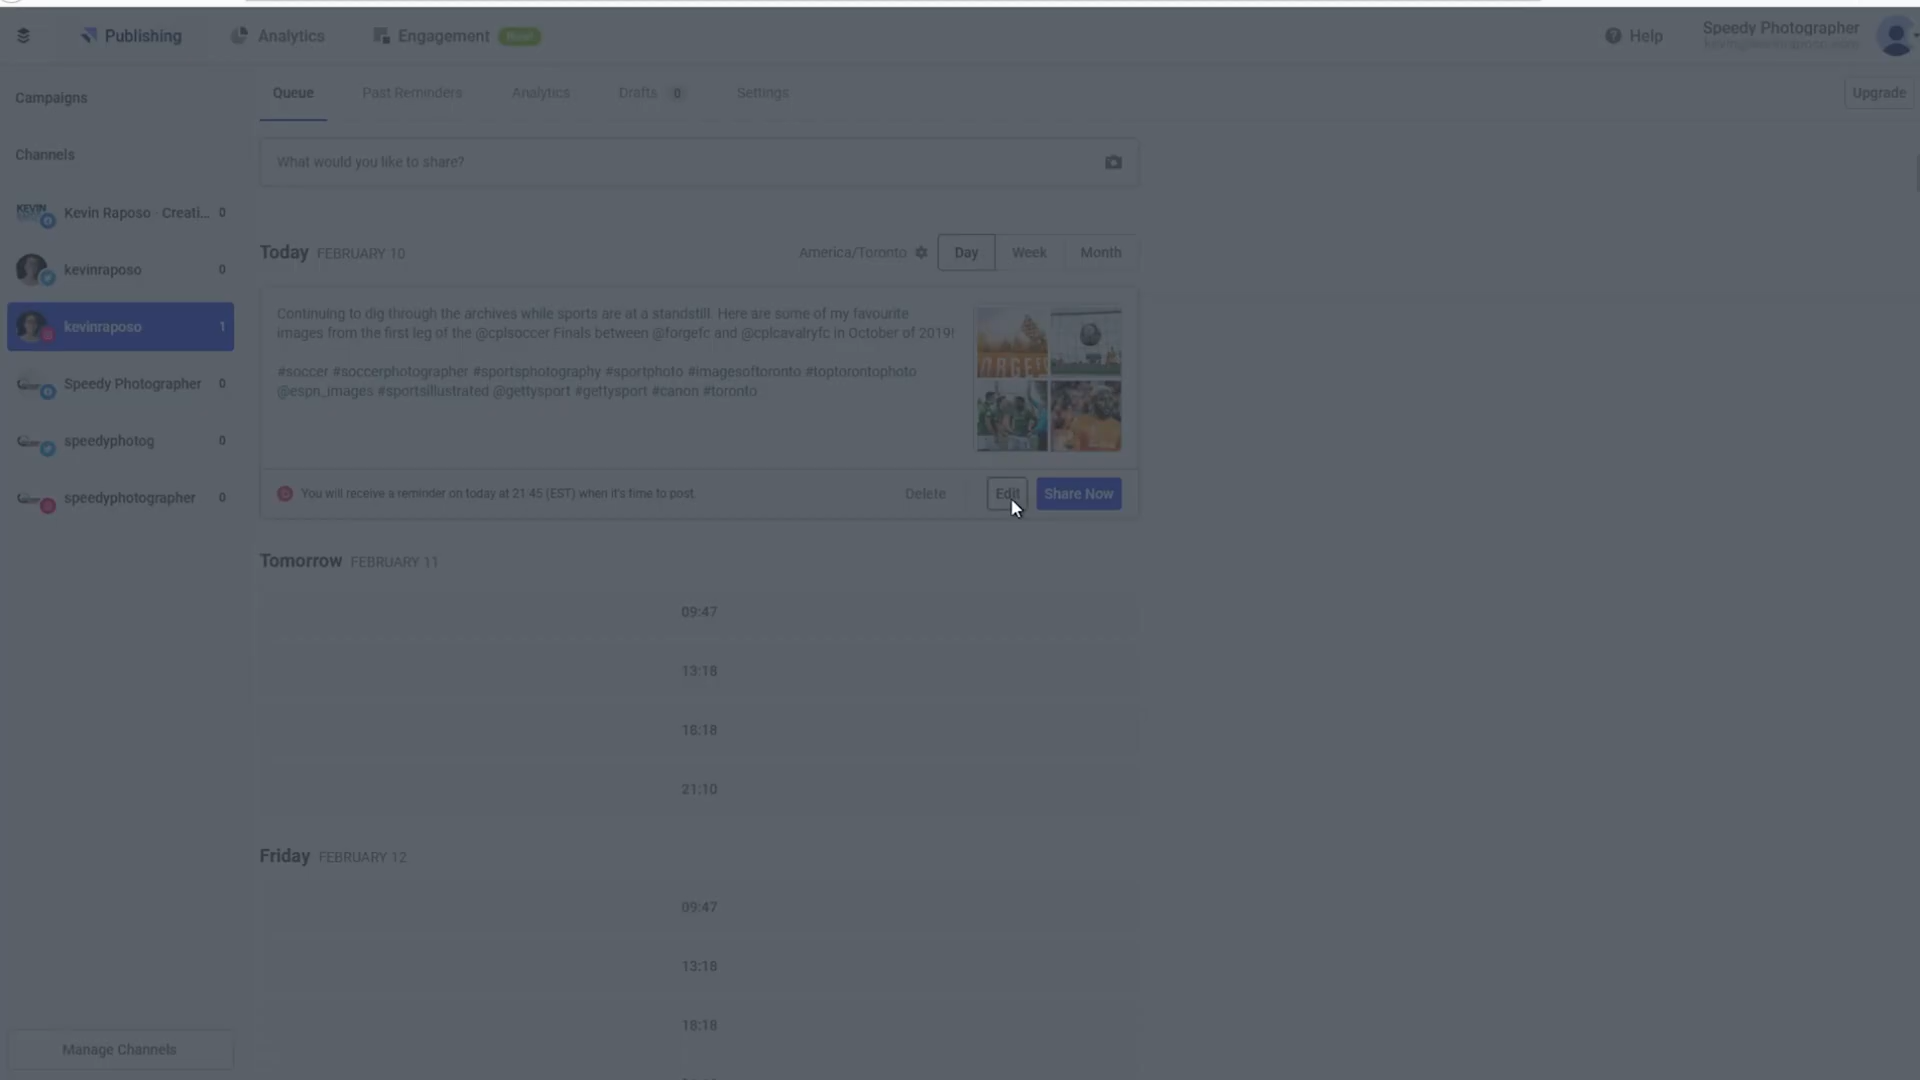 Publishing
Analytics
Engagement New!
Help
Speedy Photographer
Campaigns
Channels
KEVIN
Kevin Raposo · Creati... 0
kevinraposo 0
kevinraposo 1
Speedy Photographer 0
speedyphotog 0
speedyphotographer 0
Manage Channels
Queue
Past Reminders
Analytics
Drafts 0
Settings
Upgrade
What would you like to share?
Today FEBRUARY 10
America/Toronto
Day
Week
Month
Continuing to dig through the archives while sports are at a standstill. Here are some of my favourite
images from the first leg of the @cplsoccer Finals between @forgefc and @cplcavalryfc in October of 2019!
#soccer #soccerphotographer #sportsphotography #sportphoto #imagesoftoronto #toptorontophoto
@espn_images #sportsillustrated @gettysport #gettysport #canon #toronto
You will receive a reminder on today at 21:45 (EST) when it's time to post.
Delete
Edit
Share Now
Tomorrow FEBRUARY 11
09:47
13:18
18:18
21:10
Friday FEBRUARY 12
09:47
13:18
18:18